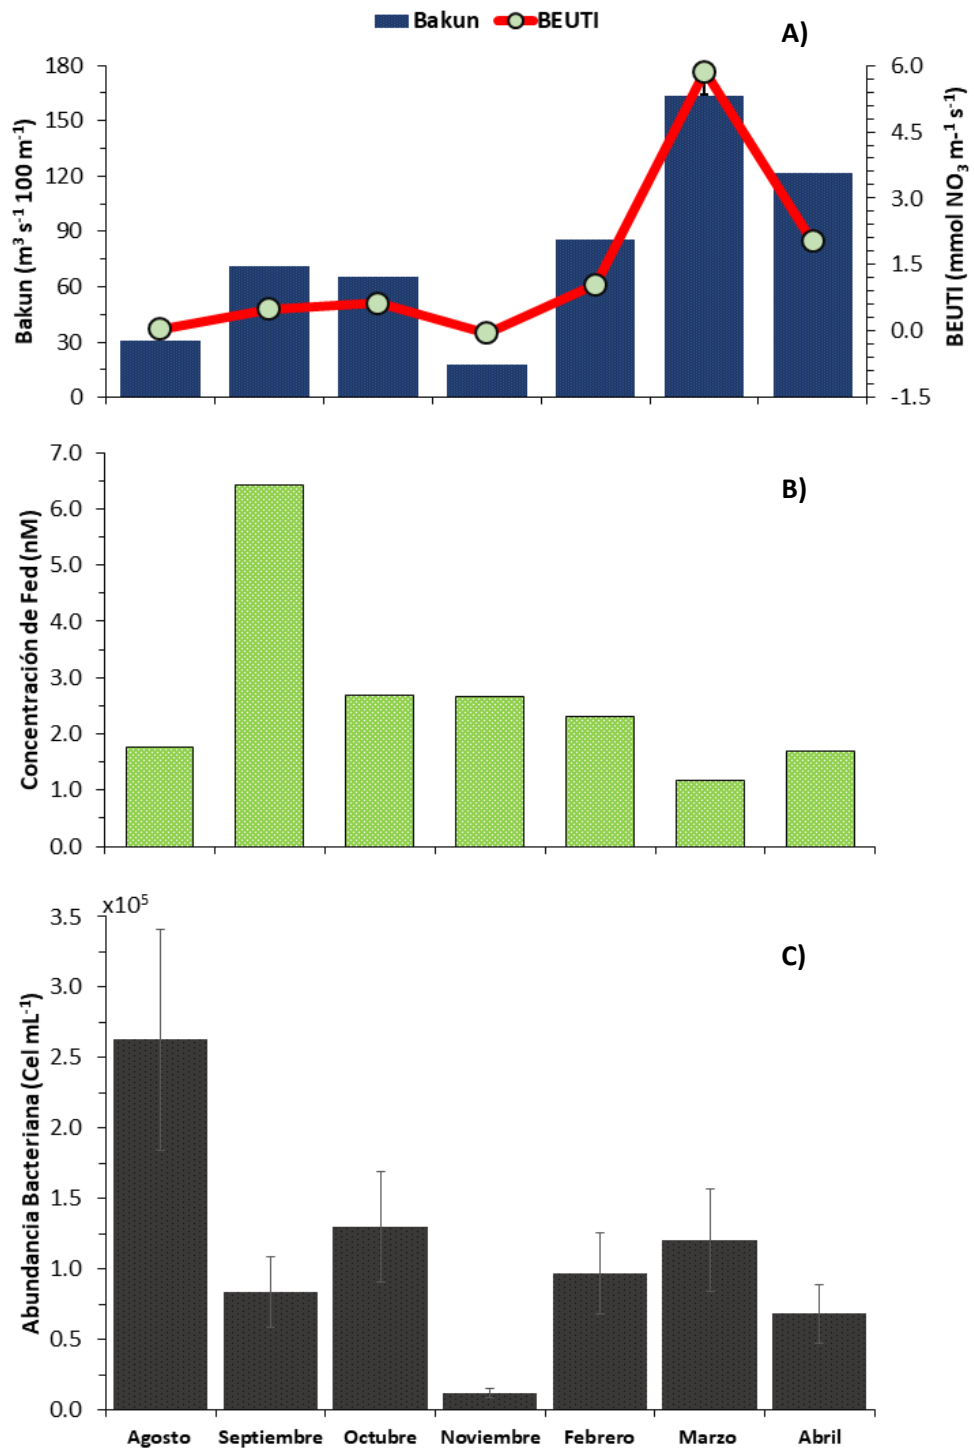 Bakun BEUTI
A)
Bakun (m³ s⁻¹ 100 m⁻¹)
180
150
120
90
60
30
0
6.0
4.5
3.0
1.5
0.0
-1.5
BEUTI (mmol NO₃ m⁻¹ s⁻¹)
B)
Concentración de Fed (nM)
7.0
6.0
5.0
4.0
3.0
2.0
1.0
0.0
x10⁵
C)
Abundancia Bacteriana (Cel mL⁻¹)
3.5
3.0
2.5
2.0
1.5
1.0
0.5
0.0
Agosto Septiembre Octubre Noviembre Febrero Marzo Abril